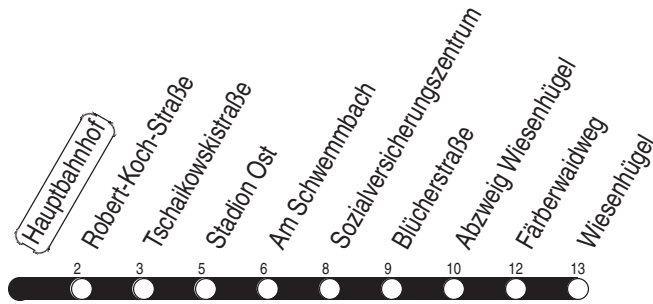 Hauptbahnhof
Robert-Koch-Straße
Tschaikowskistraße
Stadion Ost
Am Schwemmbach
Sozialversicherungszentrum
Blücherstraße
Abzweig Wiesenhügel
Färberwaidweg
Wiesenhügel
2 3 5 6 8 9 10 12 13